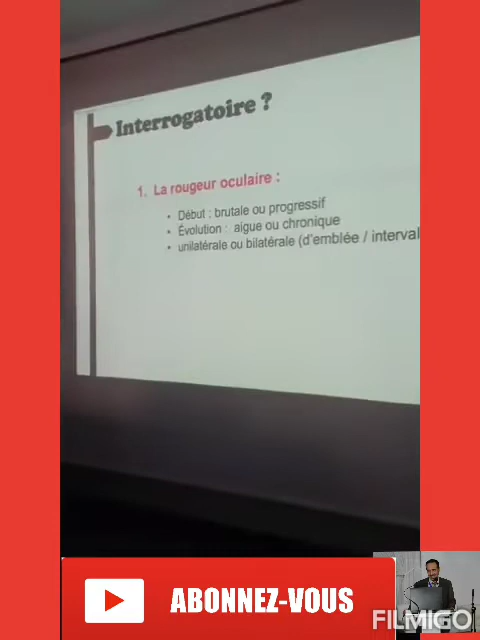 Interrogatoire ?
1. La rougeur oculaire :
• Début : brutale ou progressif
• Évolution : aigue ou chronique
• unilatérale ou bilatérale (d'emblée / interval
ABONNEZ-VOUS
FILMIGO